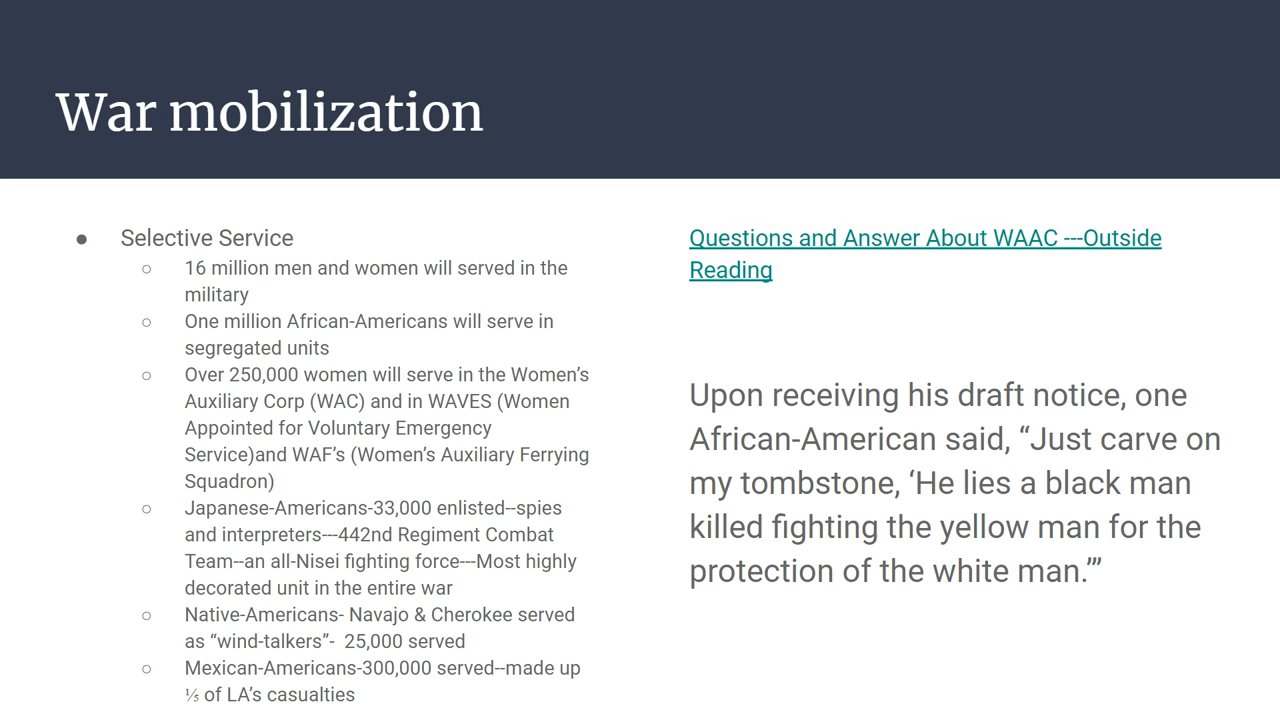 War mobilization
● Selective Service
○ 16 million men and women will served in the
military
○ One million African-Americans will serve in
segregated units
○ Over 250,000 women will serve in the Women’s
Auxiliary Corp (WAC) and in WAVES (Women
Appointed for Voluntary Emergency
Service)and WAF’s (Women’s Auxiliary Ferrying
Squadron)
○ Japanese-Americans-33,000 enlisted--spies
and interpreters---442nd Regiment Combat
Team--an all-Nisei fighting force---Most highly
decorated unit in the entire war
○ Native-Americans- Navajo & Cherokee served
as “wind-talkers”- 25,000 served
○ Mexican-Americans-300,000 served--made up
⅕ of LA’s casualties
Questions and Answer About WAAC ---Outside
Reading
Upon receiving his draft notice, one
African-American said, “Just carve on
my tombstone, ‘He lies a black man
killed fighting the yellow man for the
protection of the white man.’”